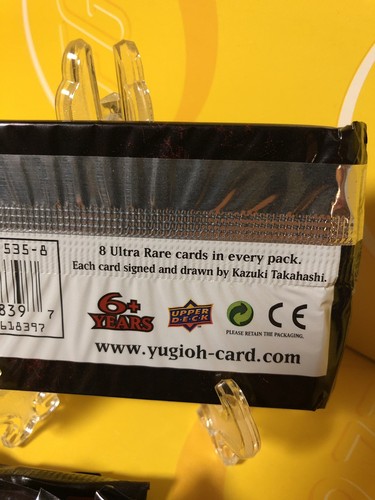 535-8
8 Ultra Rare cards in every pack.
Each card signed and drawn by Kazuki Takahashi.
839 7
618397
6+
YEARS
UPPER
DECK
PLEASE RETAIN THE PACKAGING.
CE
www.yugioh-card.com